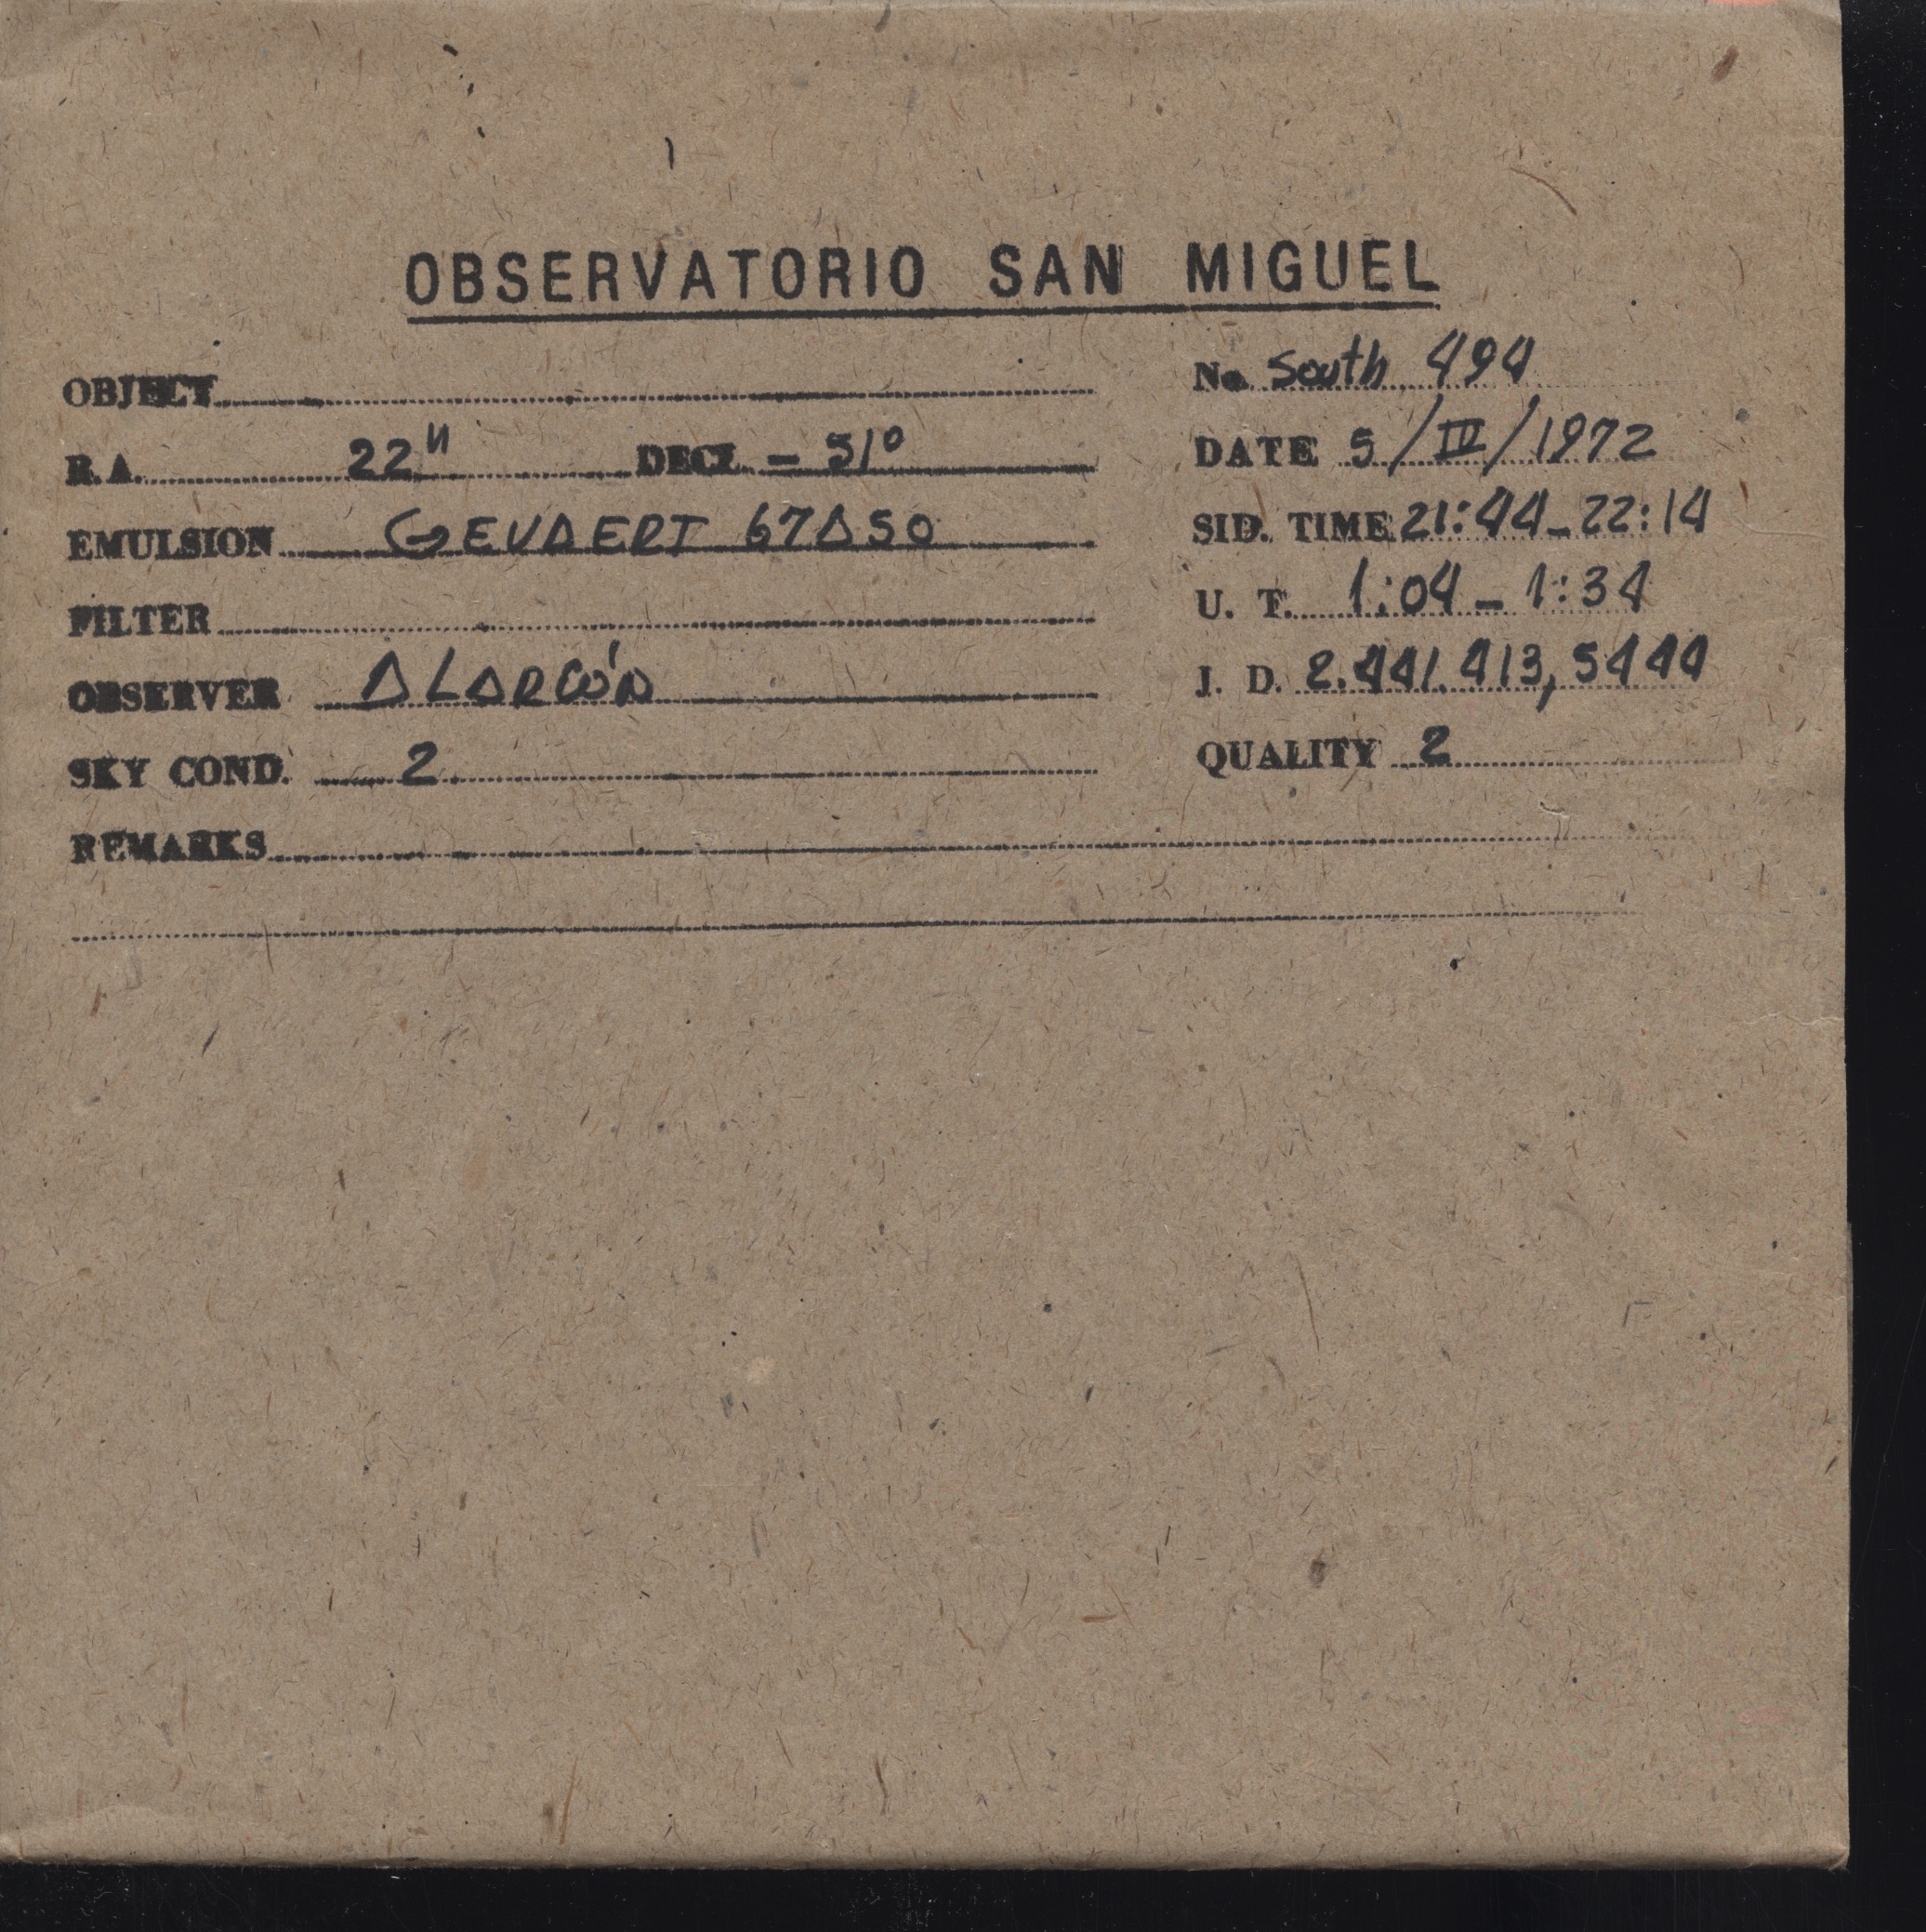 OBSERVATORIO SAN MIGUEL
OBJECT
No South 494
R.A. 22H DECL - 51°
DATE 5/IV/1972
EMULSION GEVAERT 67A50
SID. TIME 21:44-22:14
FILTER
U. T. 1:04-1:34
OBSERVER ALARCÓN
J. D. 2.441.413,5444
SKY COND. 2
QUALITY 2
REMARKS